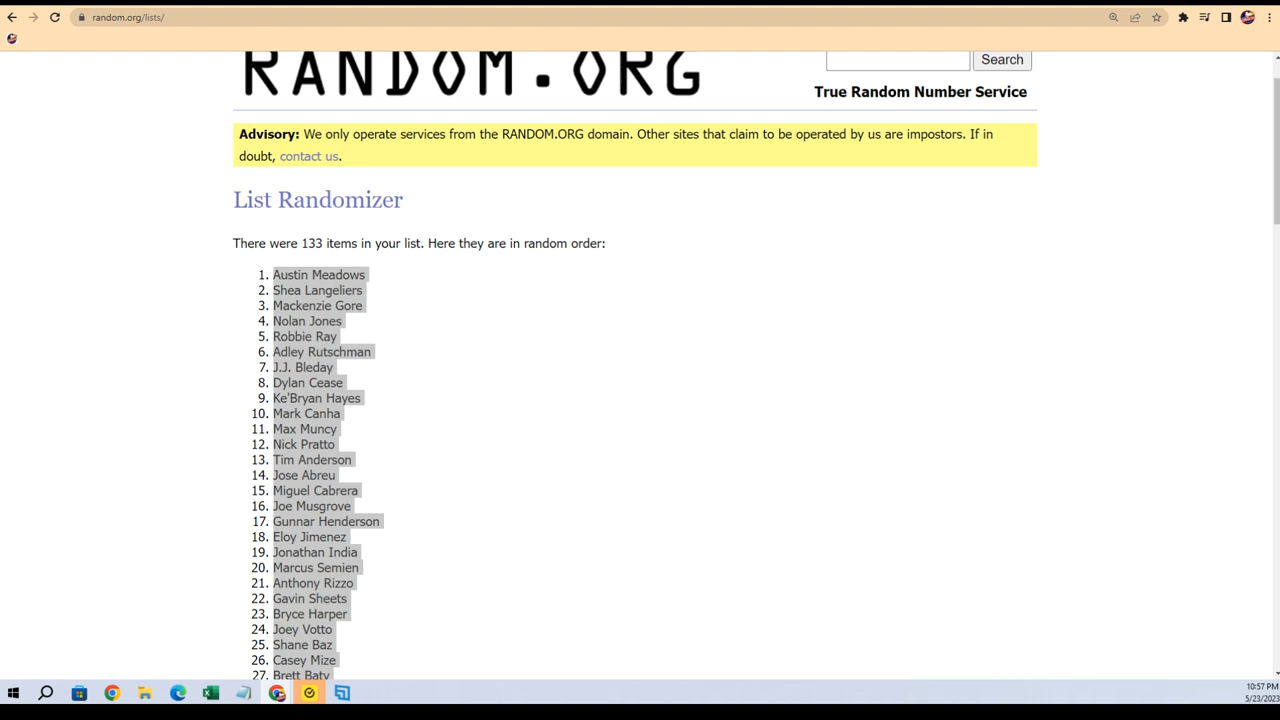 random.org/lists/
RANDOM.ORG
Search
True Random Number Service
Advisory: We only operate services from the RANDOM.ORG domain. Other sites that claim to be operated by us are impostors. If in
doubt, contact us.
List Randomizer
There were 133 items in your list. Here they are in random order:
1. Austin Meadows
2. Shea Langeliers
3. Mackenzie Gore
4. Nolan Jones
5. Robbie Ray
6. Adley Rutschman
7. J.J. Bleday
8. Dylan Cease
9. Ke'Bryan Hayes
10. Mark Canha
11. Max Muncy
12. Nick Pratto
13. Tim Anderson
14. Jose Abreu
15. Miguel Cabrera
16. Joe Musgrove
17. Gunnar Henderson
18. Eloy Jimenez
19. Jonathan India
20. Marcus Semien
21. Anthony Rizzo
22. Gavin Sheets
23. Bryce Harper
24. Joey Votto
25. Shane Baz
26. Casey Mize
27. Brett Baty
10:57 PM
5/23/2023